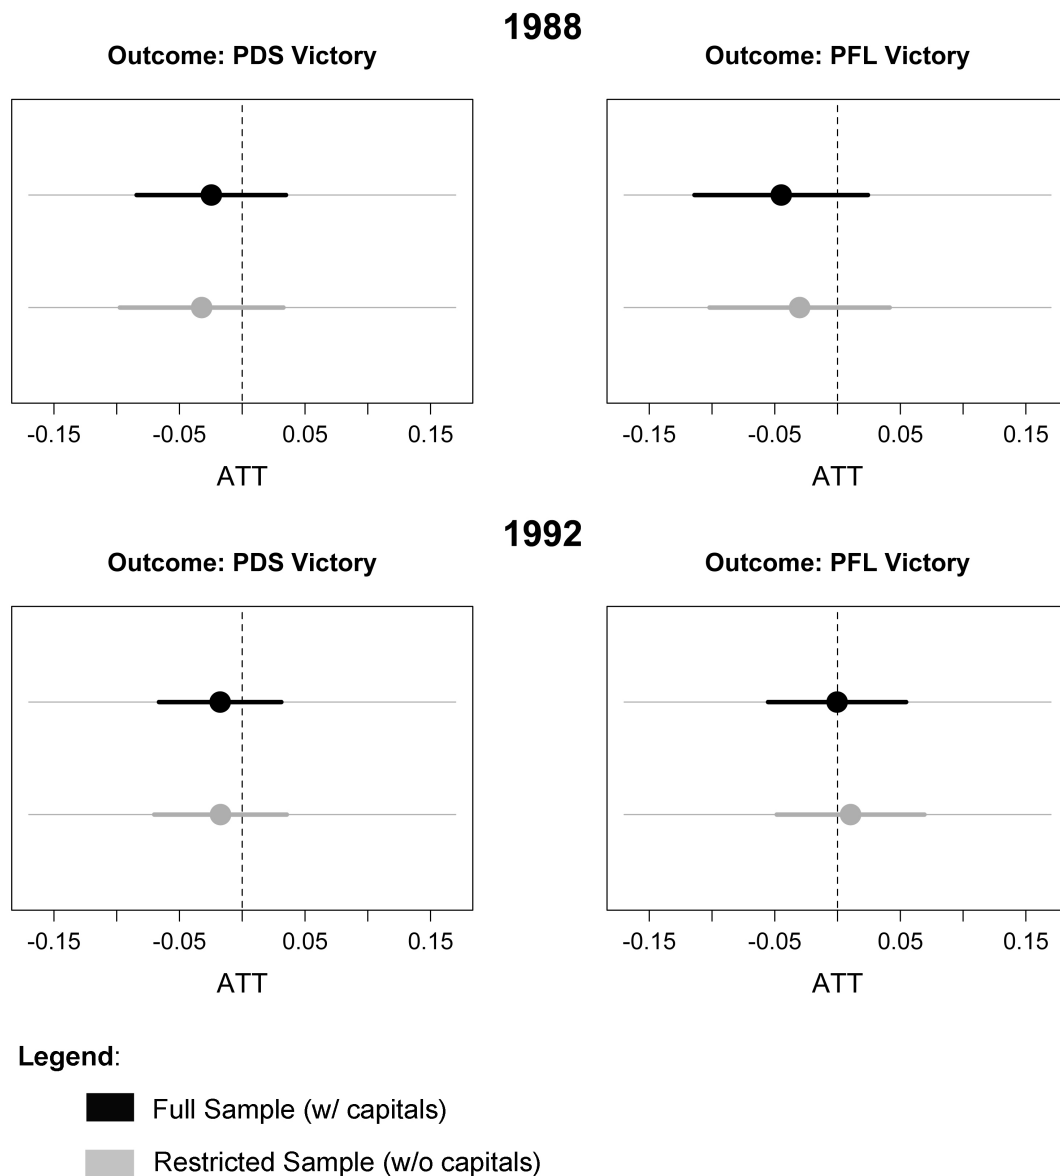 1988
Outcome: PDS Victory
Outcome: PFL Victory
-0.15 -0.05 0.05 0.15
-0.15 -0.05 0.05 0.15
ATT
ATT
1992
Outcome: PDS Victory
Outcome: PFL Victory
-0.15 -0.05 0.05 0.15
-0.15 -0.05 0.05 0.15
ATT
ATT
Legend:
Full Sample (w/ capitals)
Restricted Sample (w/o capitals)